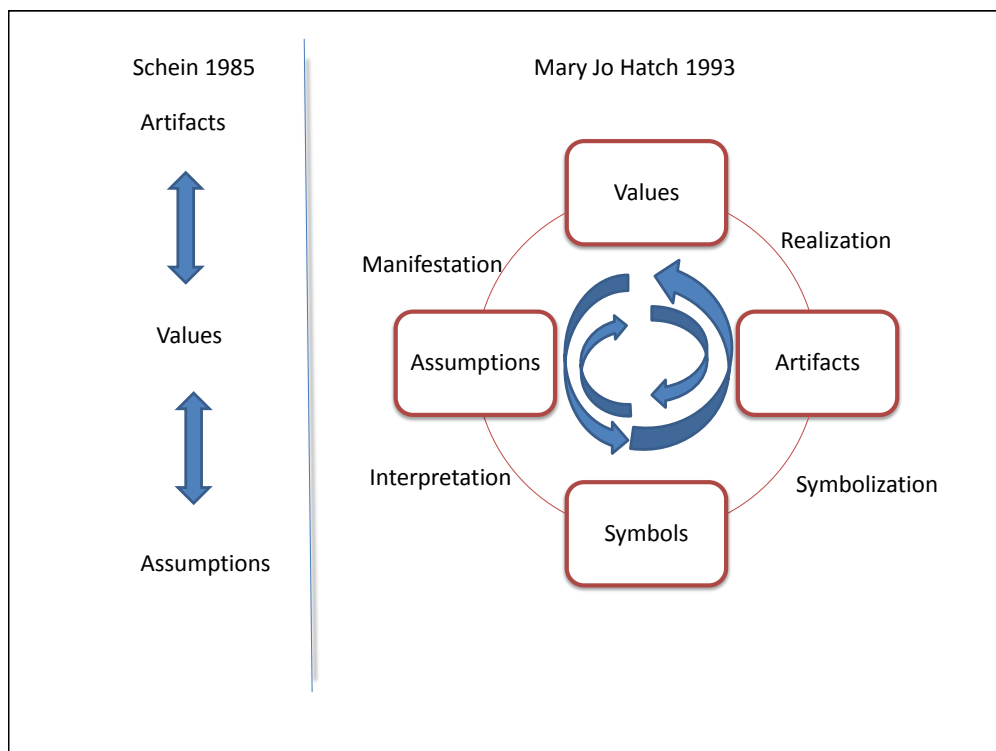 Schein 1985
Artifacts
Values
Assumptions
Mary Jo Hatch 1993
Values
Realization
Manifestation
Assumptions
Artifacts
Interpretation
Symbolization
Symbols